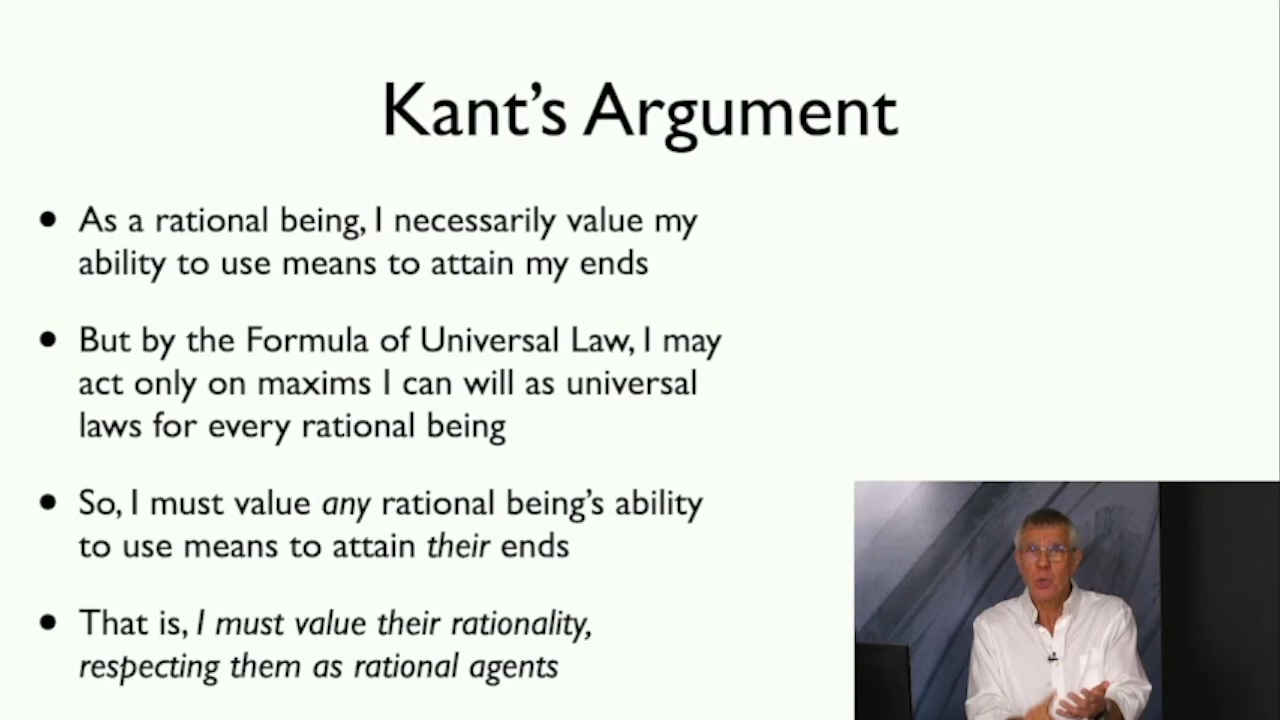 Kant's Argument
• As a rational being, I necessarily value my
ability to use means to attain my ends
• But by the Formula of Universal Law, I may
act only on maxims I can will as universal
laws for every rational being
• So, I must value any rational being's ability
to use means to attain their ends
• That is, I must value their rationality,
respecting them as rational agents